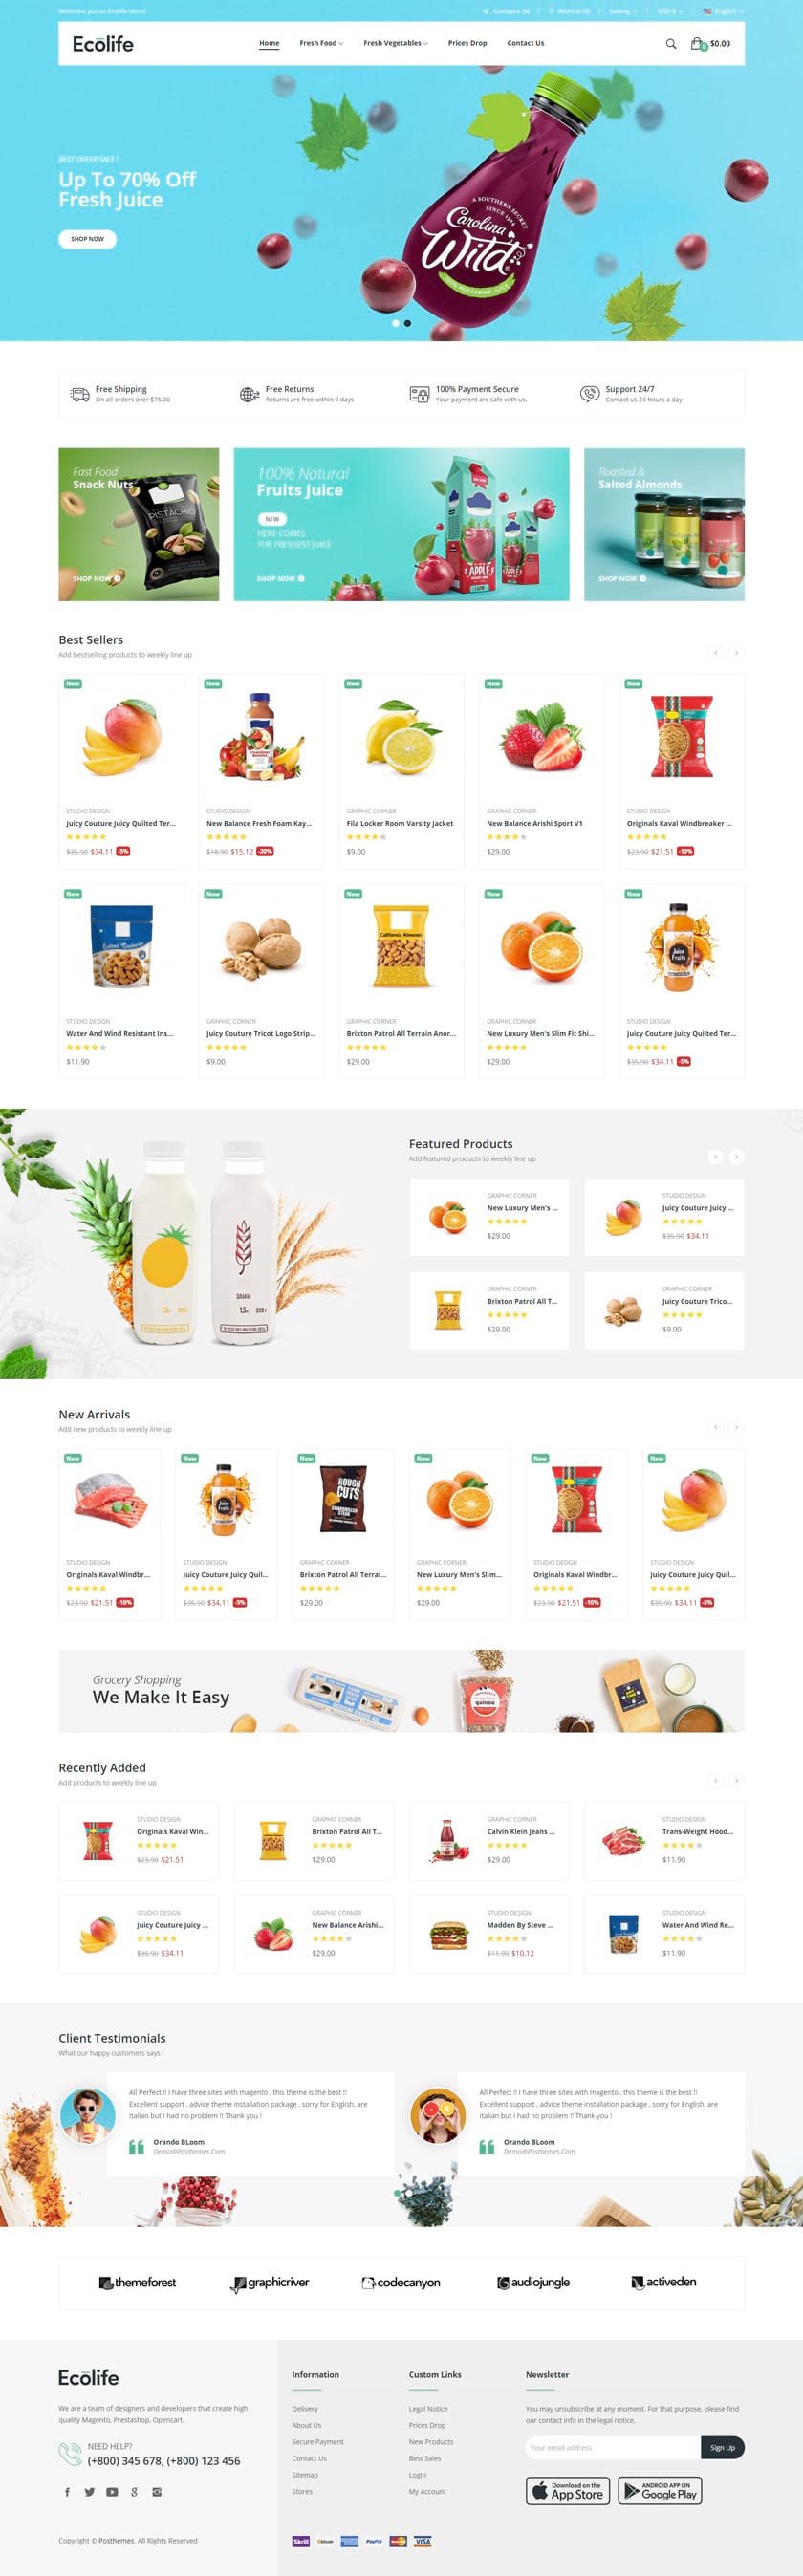 Welcome you to Ecolife store!
Compare (0)
Wishlist (0)
Setting
USD $
English
Ecolife
Home
Fresh Food
Fresh Vegetables
Prices Drop
Contact Us
0
$0.00
BEST OFFER SALE !
Up To 70% Off
Fresh Juice
SHOP NOW
A SOUTHERN SECRET
SINCE 1514
Carolina
Wild
100% MUSCADINE JUICE
Free Shipping
On all orders over $75.00
Free Returns
Returns are free within 9 days
100% Payment Secure
Your payment are safe with us.
Support 24/7
Contact us 24 hours a day
Fast Food
Snack Nuts
PISTACHIO
SHOP NOW
100% Natural
Fruits Juice
NEW
HERE COMES
THE FRESHEST JUICE
SHOP NOW
APPLE
Roasted &
Salted Almonds
SHOP NOW
Best Sellers
Add bestselling products to weekly line up
New
STUDIO DESIGN
Juicy Couture Juicy Quilted Ter...
$35.90 $34.11 -5%
New
STUDIO DESIGN
New Balance Fresh Foam Kay...
$18.90 $15.12 -20%
New
GRAPHIC CORNER
Fila Locker Room Varsity Jacket
$9.00
New
GRAPHIC CORNER
New Balance Arishi Sport V1
$29.00
New
STUDIO DESIGN
Originals Kaval Windbreaker ...
$23.90 $21.51 -10%
New
Salted Cashews
STUDIO DESIGN
Water And Wind Resistant Ins...
$11.90
New
GRAPHIC CORNER
Juicy Couture Tricot Logo Strip...
$9.00
New
California Almonds
GRAPHIC CORNER
Brixton Patrol All Terrain Anor...
$29.00
New
GRAPHIC CORNER
New Luxury Men's Slim Fit Shi...
$29.00
New
Juice
Fruits
STUDIO DESIGN
Juicy Couture Juicy Quilted Ter...
$35.90 $34.11 -5%
1,5л 330 г
ЗЛАКИ
1,5л 330 г
Featured Products
Add featured products to weekly line up
GRAPHIC CORNER
New Luxury Men's ...
$29.00
STUDIO DESIGN
Juicy Couture Juicy ...
$35.90 $34.11
GRAPHIC CORNER
Brixton Patrol All T...
$29.00
GRAPHIC CORNER
Juicy Couture Trico...
$9.00
New Arrivals
Add new products to weekly line up
New
STUDIO DESIGN
Originals Kaval Windbr...
$23.90 $21.51 -10%
New
Juice
Fruits
STUDIO DESIGN
Juicy Couture Juicy Quil...
$35.90 $34.11 -5%
New
ROUGH
CUTS
GRAPHIC CORNER
Brixton Patrol All Terrai...
$29.00
New
GRAPHIC CORNER
New Luxury Men's Slim...
$29.00
New
STUDIO DESIGN
Originals Kaval Windbr...
$23.90 $21.51 -10%
New
STUDIO DESIGN
Juicy Couture Juicy Quil...
$35.90 $34.11 -5%
Grocery Shopping
We Make It Easy
quinoa
Recently Added
Add products to weekly line up
STUDIO DESIGN
Originals Kaval Win...
$23.90 $21.51
GRAPHIC CORNER
Brixton Patrol All T...
$29.00
GRAPHIC CORNER
Calvin Klein Jeans ...
$29.00
STUDIO DESIGN
Trans-Weight Hood...
$11.90
STUDIO DESIGN
Juicy Couture Juicy ...
$35.90 $34.11
GRAPHIC CORNER
New Balance Arishi...
$29.00
STUDIO DESIGN
Madden By Steve ...
$11.90 $10.12
STUDIO DESIGN
Water And Wind Re...
$11.90
Client Testimonials
What our happy customers says !
All Perfect !! I have three sites with magento , this theme is the best !!
Excellent support , advice theme installation package , sorry for English, are
Italian but I had no problem !! Thank you !
Orando BLoom
Demo@Posthemes.Com
All Perfect !! I have three sites with magento , this theme is the best !!
Excellent support , advice theme installation package , sorry for English, are
Italian but I had no problem !! Thank you !
Orando BLoom
Demo@Posthemes.Com
themeforest
graphicriver
codecanyon
audiojungle
activeden
Ecolife
We are a team of designers and developers that create high
quality Magento, Prestashop, Opencart.
NEED HELP?
(+800) 345 678, (+800) 123 456
Copyright © Posthemes. All Rights Reserved
Information
Delivery
About Us
Secure Payment
Contact Us
Sitemap
Stores
Custom Links
Legal Notice
Prices Drop
New Products
Best Sales
Login
My Account
Newsletter
You may unsubscribe at any moment. For that purpose, please find
our contact info in the legal notice.
Your email address
Sign Up
Download on the
App Store
ANDROID APP ON
Google Play
Skrill
bitcoin
PayPal
MasterCard
VISA